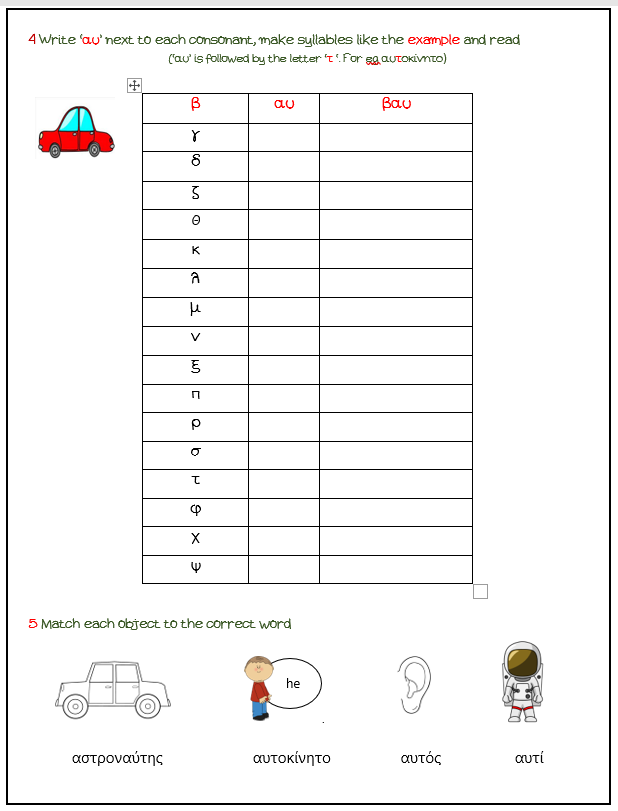 4 Write 'αυ' next to each consonant, make syllables like the example and read
('αυ' is followed by the letter 'τ '. For eg αυτοκίνητο)
β αυ βαυ
γ
δ
ζ
θ
κ
λ
μ
ν
ξ
π
ρ
σ
τ
φ
χ
ψ
5 Match each object to the correct word
he
αστροναύτης αυτοκίνητο αυτός αυτί